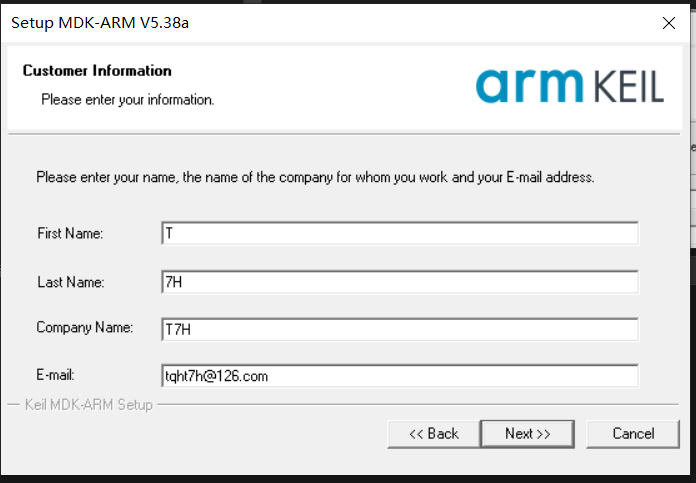 Setup MDK-ARM V5.38a
Customer Information
Please enter your information.
arm KEIL
Please enter your name, the name of the company for whom you work and your E-mail address.
First Name: T
Last Name: 7H
Company Name: T7H
E-mail: tqht7h@126.com
Keil MDK-ARM Setup
<< Back Next >> Cancel